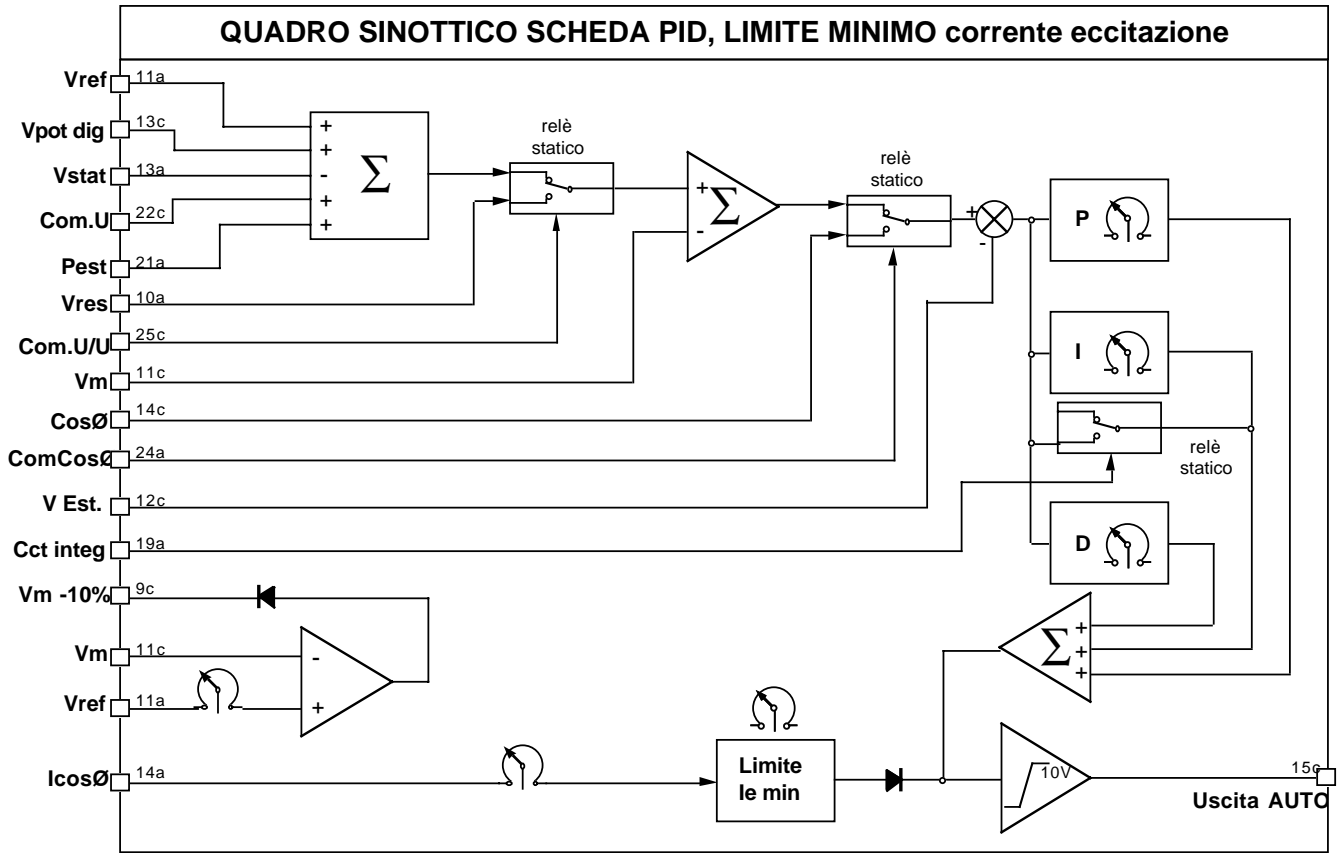 QUADRO SINOTTICO SCHEDA PID, LIMITE MINIMO corrente eccitazione
Vref 11a
Vpot dig 13c
Vstat 13a
Com.U 22c
Pest 21a
Vres 10a
Com.U/U 25c
Vm 11c
CosØ 14c
ComCosØ 24a
V Est. 12c
Cct integ 19a
Vm -10% 9c
Vm 11c
Vref 11a
IcosØ 14a
+
+
-
+
+
Σ
relè
statico
+
-
Σ
relè
statico
+
-
P
I
relè
statico
D
+
+
+
Σ
-
+
Limite
Ie min
10V
15c
Uscita AUTO